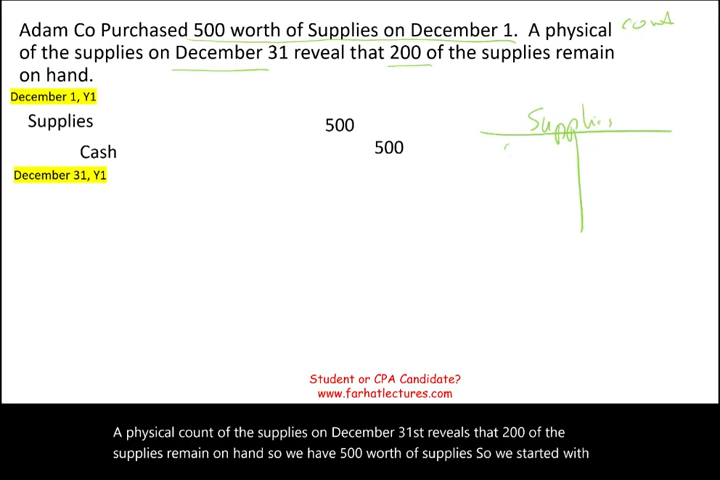 Adam Co Purchased 500 worth of Supplies on December 1. A physical count
of the supplies on December 31 reveal that 200 of the supplies remain
on hand.
December 1, Y1
Supplies 500
Cash 500
December 31, Y1
Supplies
Student or CPA Candidate?
www.farhatlectures.com
A physical count of the supplies on December 31st reveals that 200 of the
supplies remain on hand so we have 500 worth of supplies So we started with